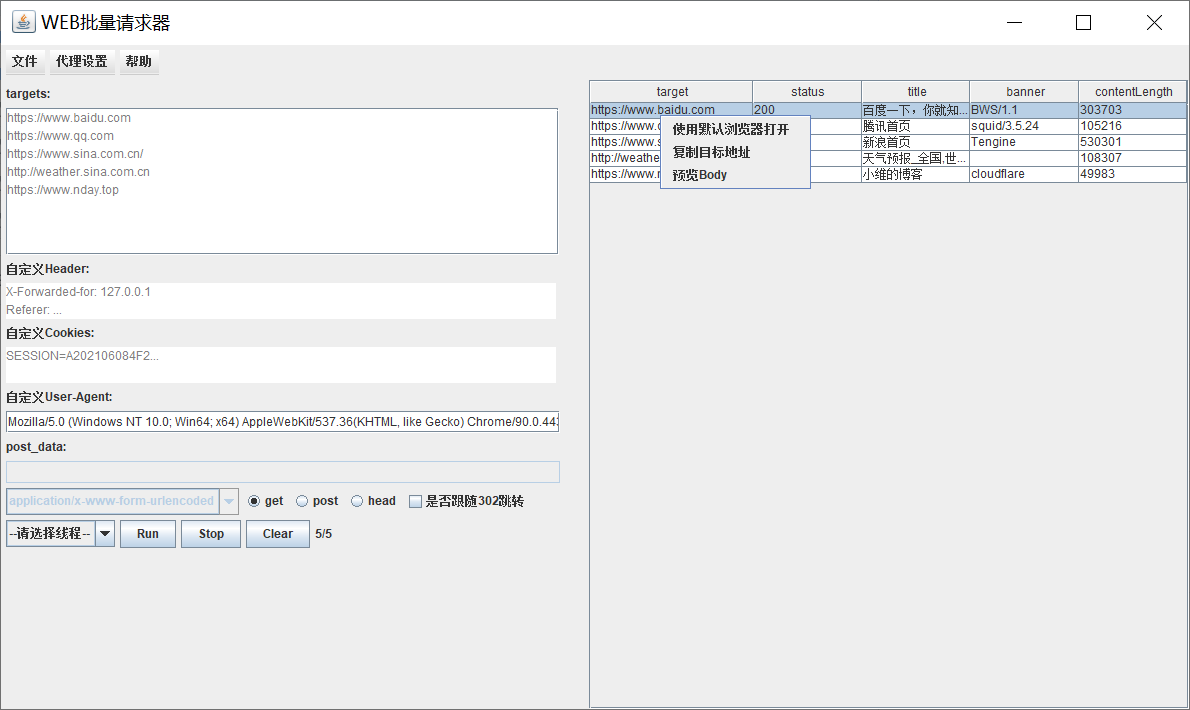 WEB批量请求器
文件 代理设置 帮助
targets:
https://www.baidu.com
https://www.qq.com
https://www.sina.com.cn/
http://weather.sina.com.cn
https://www.nday.top
自定义Header:
X-Forwarded-for: 127.0.0.1
Referer: ...
自定义Cookies:
SESSION=A202106084F2...
自定义User-Agent:
Mozilla/5.0 (Windows NT 10.0; Win64; x64) AppleWebKit/537.36(KHTML, like Gecko) Chrome/90.0.443
post_data:
application/x-www-form-urlencoded get post head 是否跟随302跳转
--请选择线程-- Run Stop Clear 5/5
target status title banner contentLength
https://www.baidu.com 200 百度一下，你就知... BWS/1.1 303703
https://www. 腾讯首页 squid/3.5.24 105216
https://www.s 新浪首页 Tengine 530301
http://weathe 天气预报_全国,世... 108307
https://www.n 小维的博客 cloudflare 49983
使用默认浏览器打开
复制目标地址
预览Body